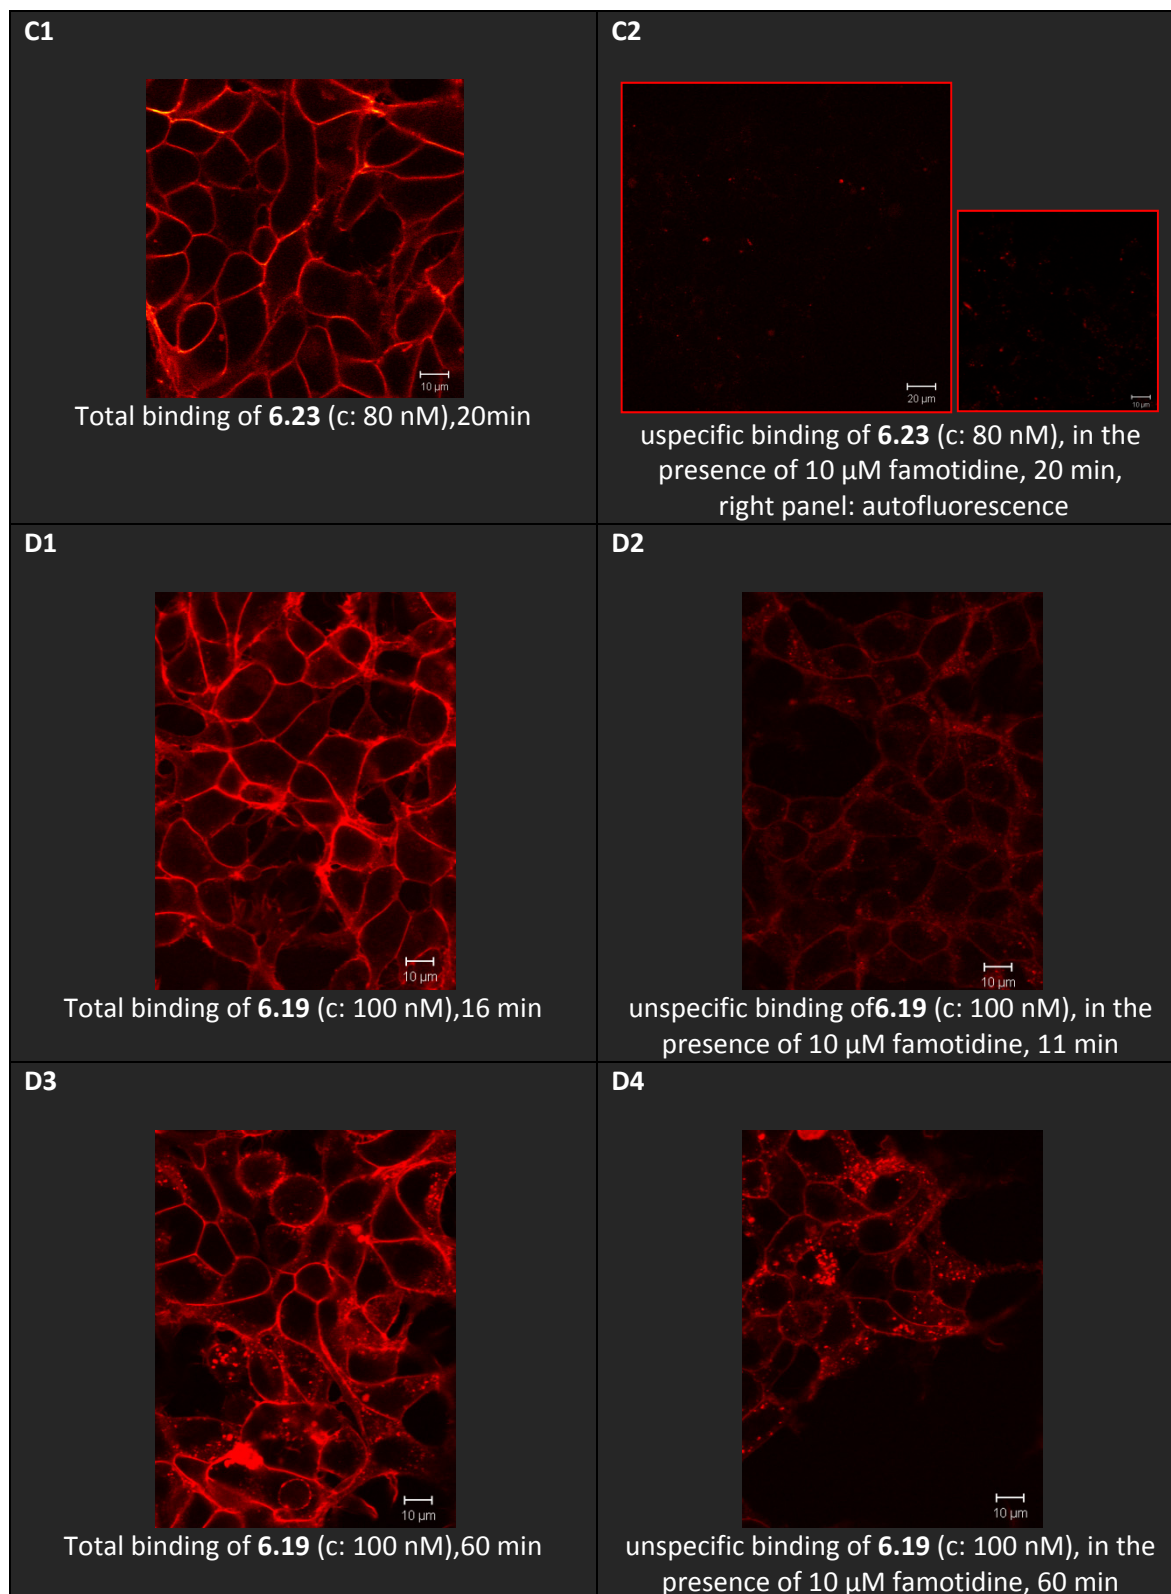 C1
C2
10 µm
20 µm
10 µm
Total binding of 6.23 (c: 80 nM),20min
uspecific binding of 6.23 (c: 80 nM), in the
presence of 10 µM famotidine, 20 min,
right panel: autofluorescence
D1
D2
10 µm
10 µm
Total binding of 6.19 (c: 100 nM),16 min
unspecific binding of6.19 (c: 100 nM), in the
presence of 10 µM famotidine, 11 min
D3
D4
10 µm
10 µm
Total binding of 6.19 (c: 100 nM),60 min
unspecific binding of 6.19 (c: 100 nM), in the
presence of 10 µM famotidine, 60 min